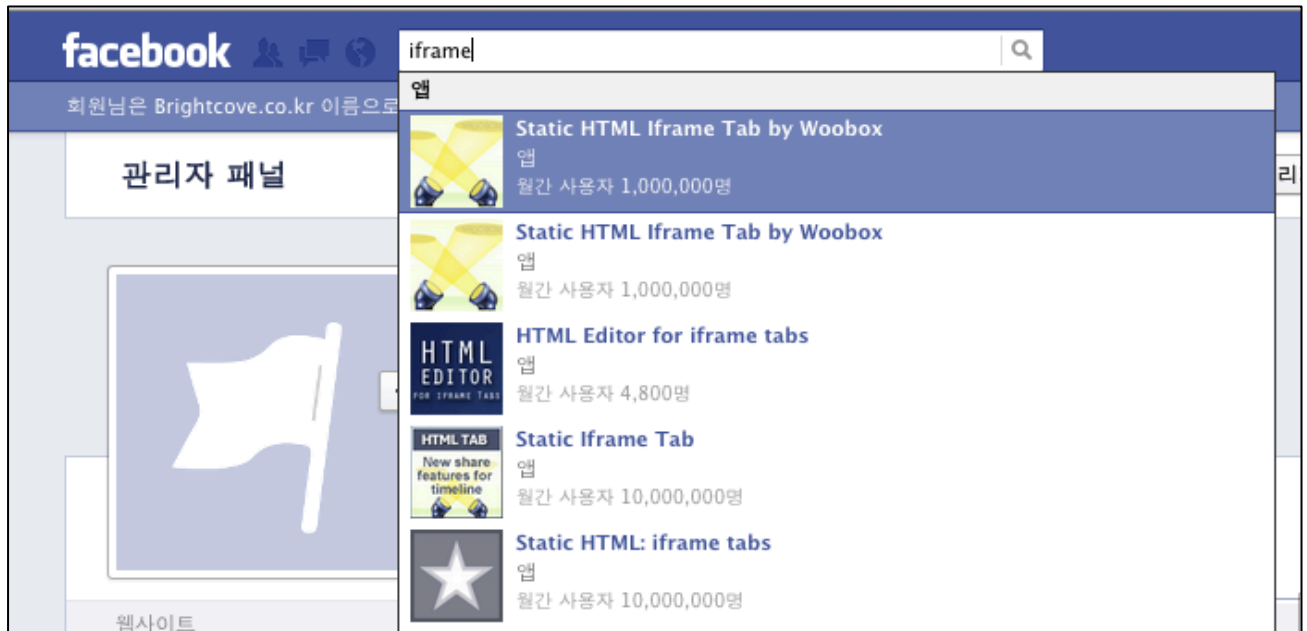 facebook
iframe
앱
회원님은 Brightcove.co.kr 이름으로
Static HTML Iframe Tab by Woobox
앱
월간 사용자 1,000,000명
관리자 패널
리
Static HTML Iframe Tab by Woobox
앱
월간 사용자 1,000,000명
HTML
EDITOR
FOR IFRAME TABS
HTML Editor for iframe tabs
앱
월간 사용자 4,800명
HTML TAB
New share
features for
timeline
Static Iframe Tab
앱
월간 사용자 10,000,000명
Static HTML: iframe tabs
앱
월간 사용자 10,000,000명
웹사이트